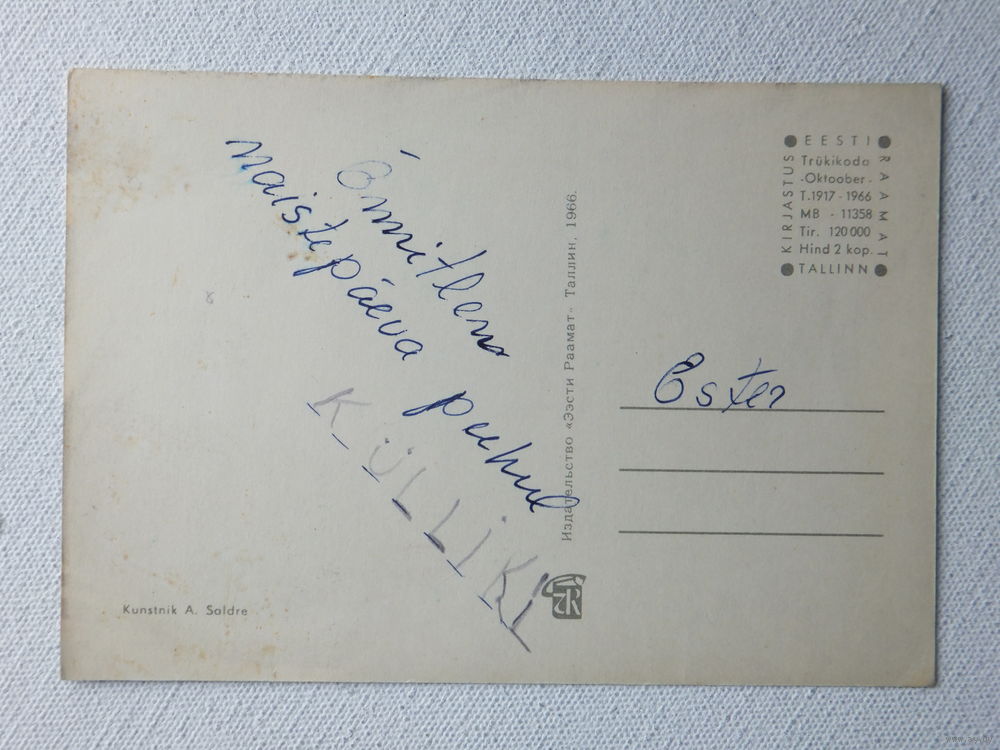 Õnnitlen
naistepäeva puhul
KÜLLIKI
Kunstnik A. Saldre
Издательство «Ээсти Раамат» Таллин, 1966.
EESTI
RAAMAT
KIRJASTUS
TALLINN
Trükikoda
-Oktoober-
T.1917 - 1966
MB - 11358
Tir. 120 000
Hind 2 kop.
Ester